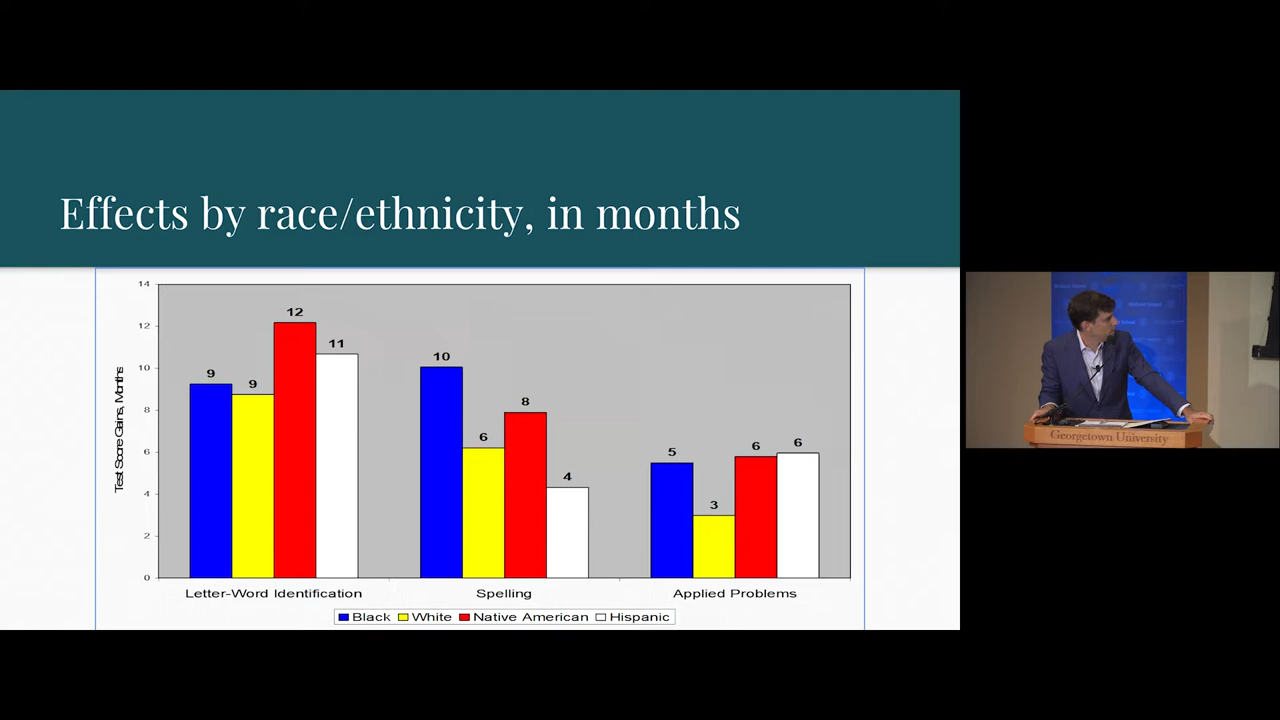 Effects by race/ethnicity, in months
Test Score Gains, Months
14
12
10
8
6
4
2
0
9
9
12
11
10
6
8
4
5
3
6
6
Letter-Word Identification
Spelling
Applied Problems
Black White Native American Hispanic
Georgetown University